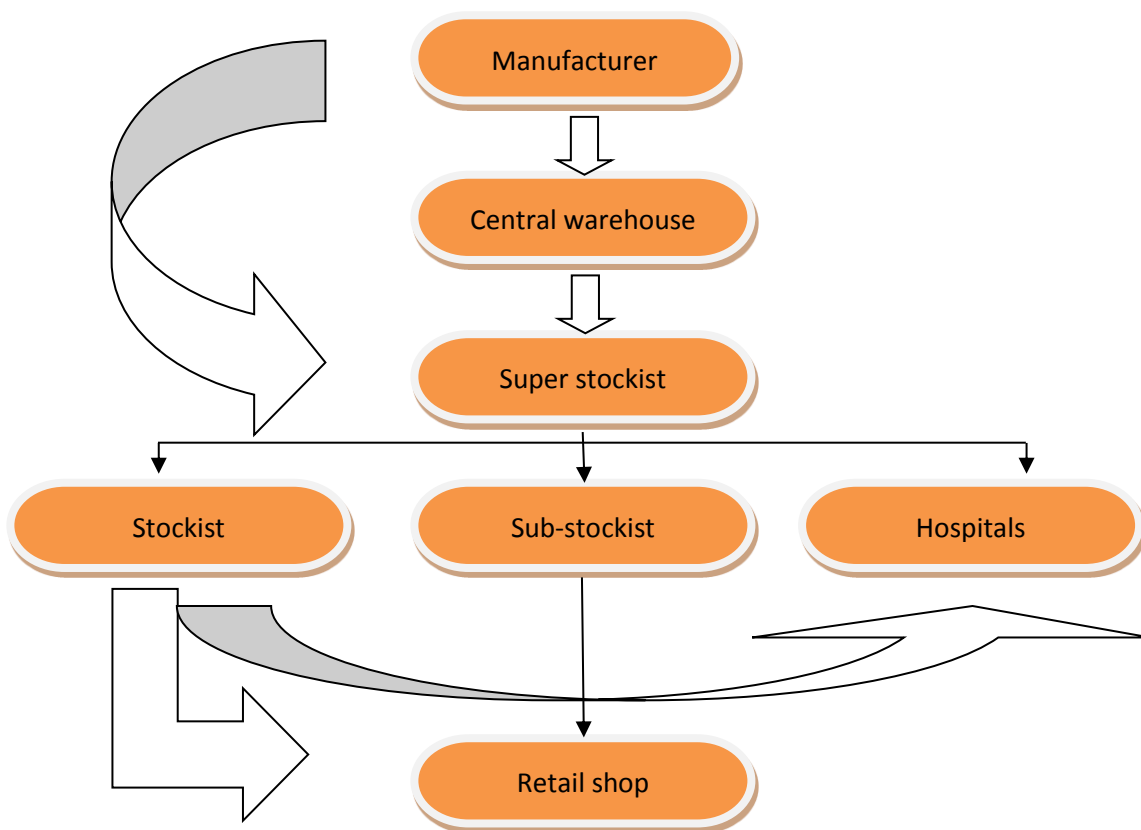 Manufacturer
Central warehouse
Super stockist
Stockist
Sub-stockist
Hospitals
Retail shop